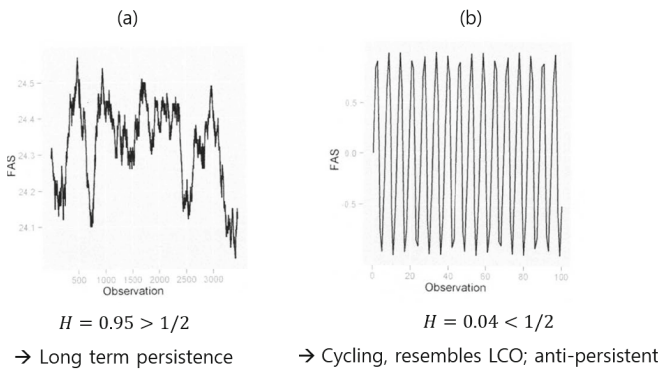 (a)
(b)
24.5
24.4
24.3
24.2
24.1
FAS
500 1000 1500 2000 2500 3000
Observation
0.5
0.0
-0.5
FAS
0 20 40 60 80 100
Observation
H = 0.95 > 1/2
→ Long term persistence
H = 0.04 < 1/2
→ Cycling, resembles LCO; anti-persistent